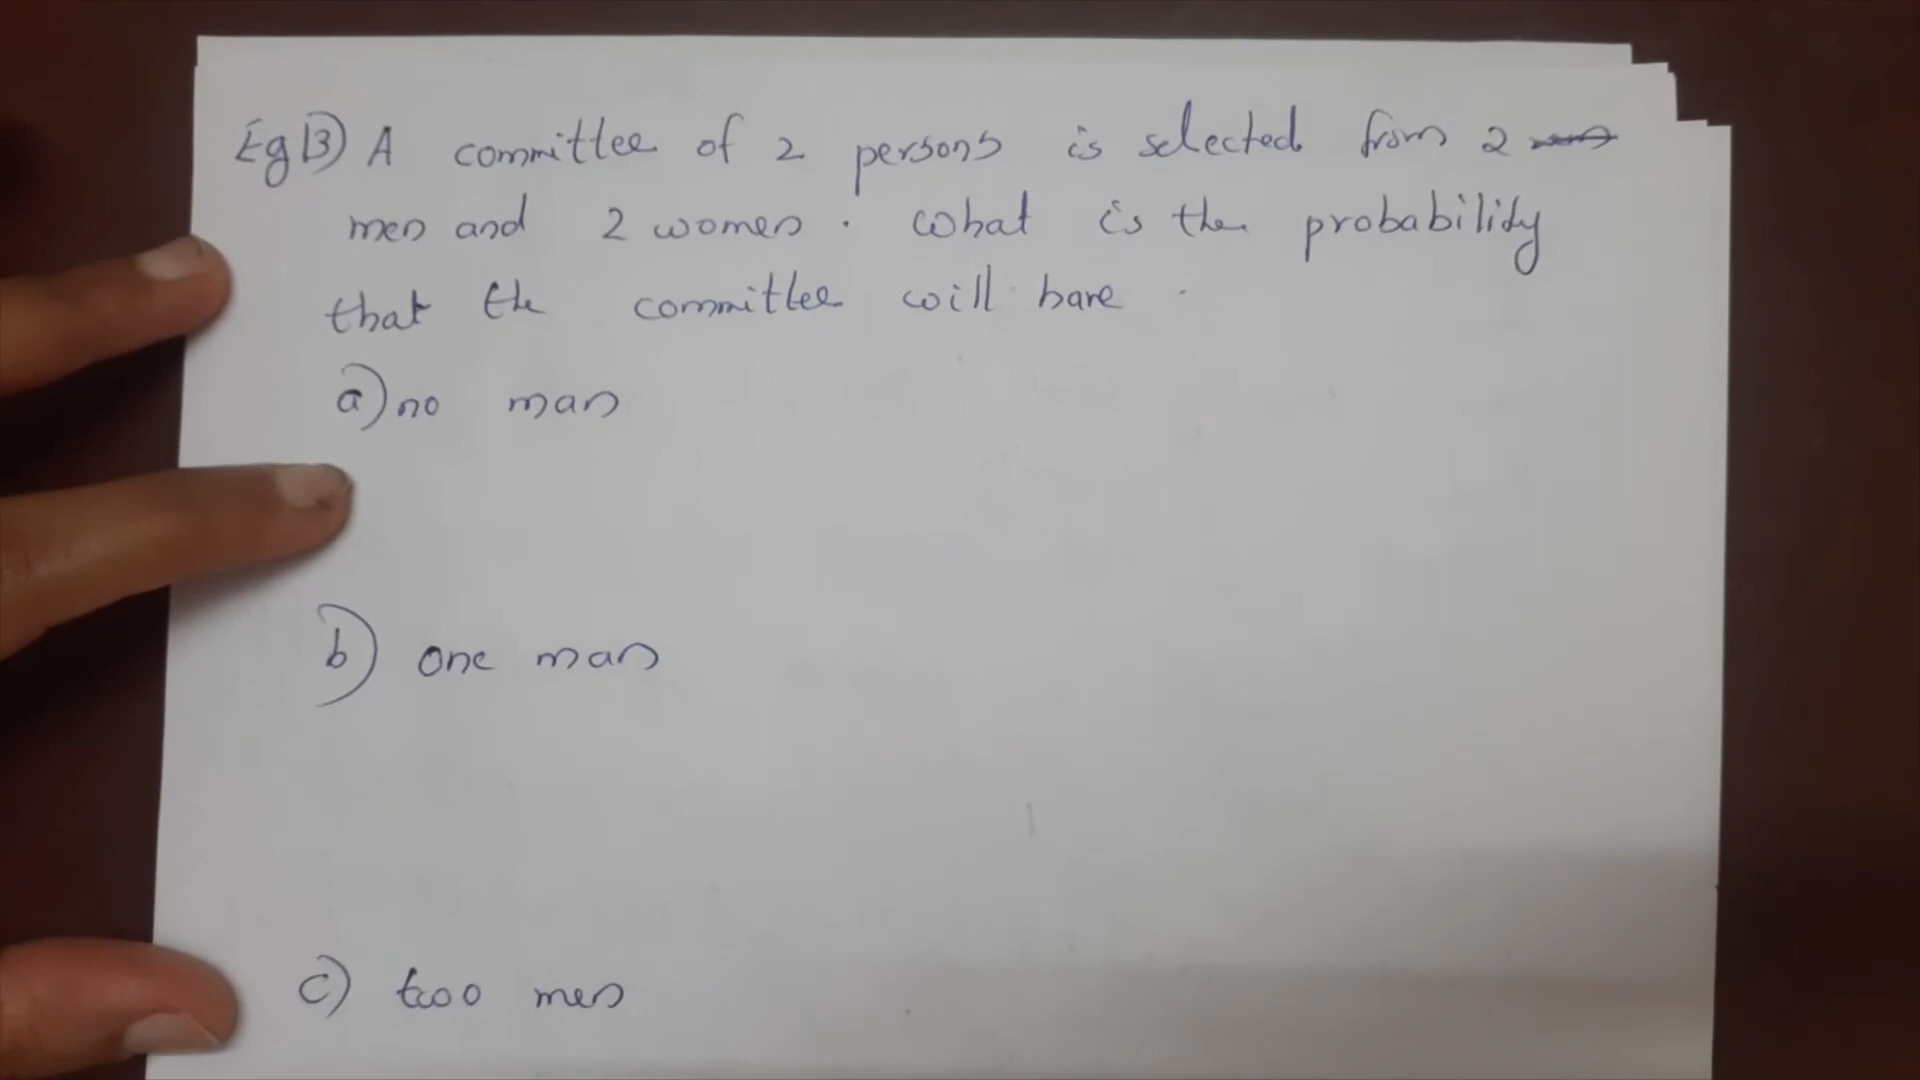 Eg 13) A committee of 2 persons is selected from 2
men and 2 women. What is the probability
that the committee will have.
a) no man
b) one man
c) two men